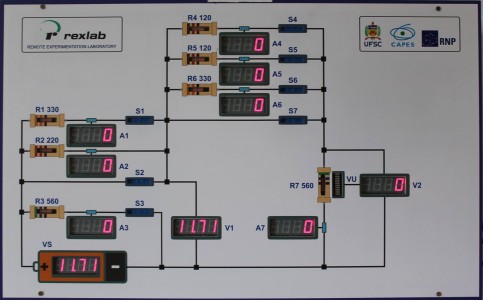 rexlab
REMOTE EXPERIMENTATION LABORATORY
R4 120
S4
0
A4
UFSC
CAPES
RNP
R5 120
S5
0
A5
R6 330
S6
0
A6
S7
R1 330
S1
0
A1
R2 220
0
A2
S2
R7 560
VU
0
V2
R3 560
S3
0
A3
11.71
V1
A7
0
VS
+
11.71
-